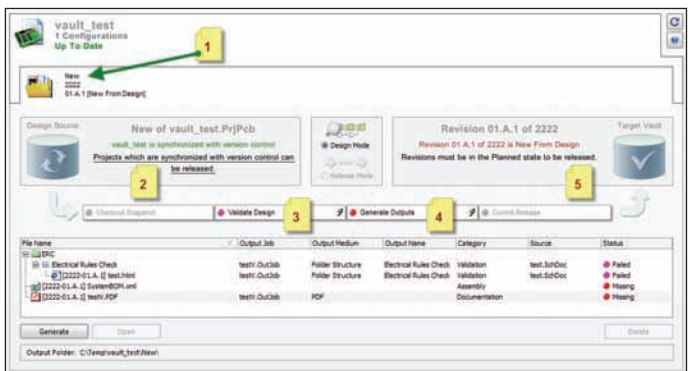 vault_test
1 Configurations
Up To Date
1
New
2222
01.A.1 [New From Design]
Design Source
New of vault_test.PrjPcb
vault_test is synchronized with version control
Projects which are synchronized with version control can
be released.
2
Design Mode
Release Mode
Revision 01.A.1 of 2222
Revision 01.A.1 of 2222 is New From Design
Revisions must be in the Planned state to be released.
Target Vault
5
Checkout Snapshot
Validate Design
3
Generate Outputs
4
Commit Release
File Name Output Job Output Medium Output Name Category Source Status
ERC
Electrical Rules Check testV.OutJob Folder Structure Electrical Rules Check Validation test.SchDoc Failed
[2222-01.A.1] test.html testV.OutJob Folder Structure Electrical Rules Check Validation test.SchDoc Failed
[2222-01.A.1] SystemBOM.xml Assembly Missing
[2222-01.A.1] testV.PDF testV.OutJob PDF Documentation Missing
Generate Open Delete
Output Folder: C:\Temp\vault_test\New\